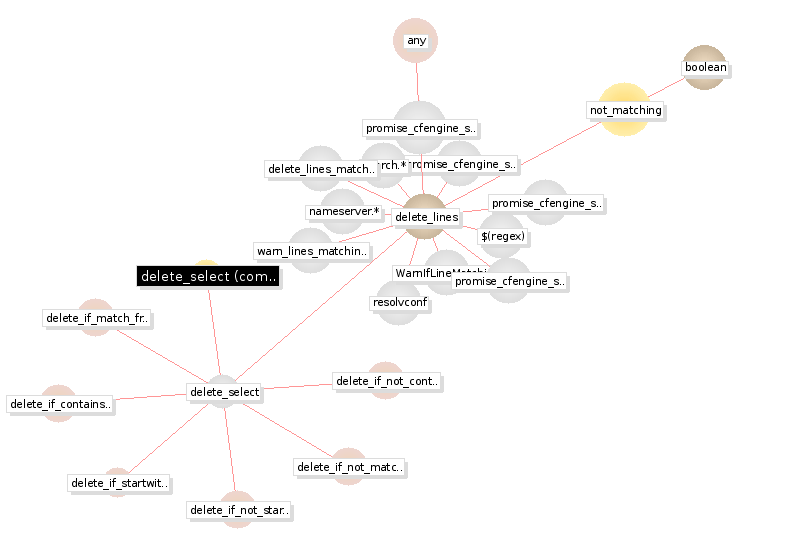 any
boolean
not_matching
promise_cfengine_s..
delete_lines_match..
rch.*
promise_cfengine_s..
nameserver.*
delete_lines
promise_cfengine_s..
$(regex)
warn_lines_matchin..
WarnIfLineMatchi
promise_cfengine_s..
resolvconf
delete_select (com..
delete_if_match_fr..
delete_if_not_cont..
delete_select
delete_if_contains..
delete_if_not_matc..
delete_if_startwit..
delete_if_not_star..